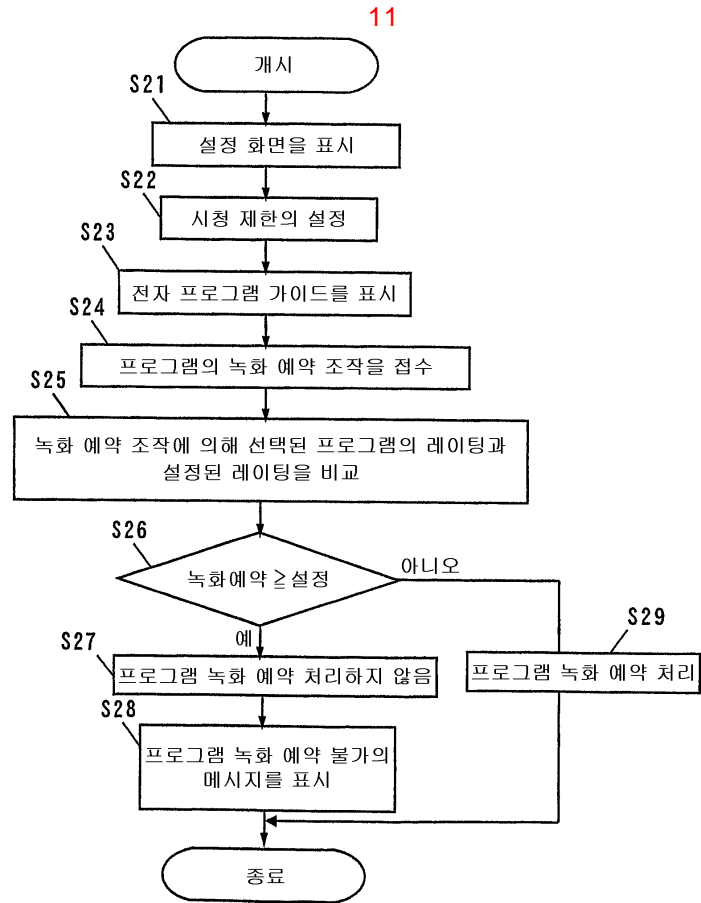 11
개시
S21
설정 화면을 표시
S22
시청 제한의 설정
S23
전자 프로그램 가이드를 표시
S24
프로그램의 녹화 예약 조작을 접수
S25
녹화 예약 조작에 의해 선택된 프로그램의 레이팅과
설정된 레이팅을 비교
S26
녹화예약≧설정
아니오
예
S27
프로그램 녹화 예약 처리하지 않음
S29
프로그램 녹화 예약 처리
S28
프로그램 녹화 예약 불가의
메시지를 표시
종료